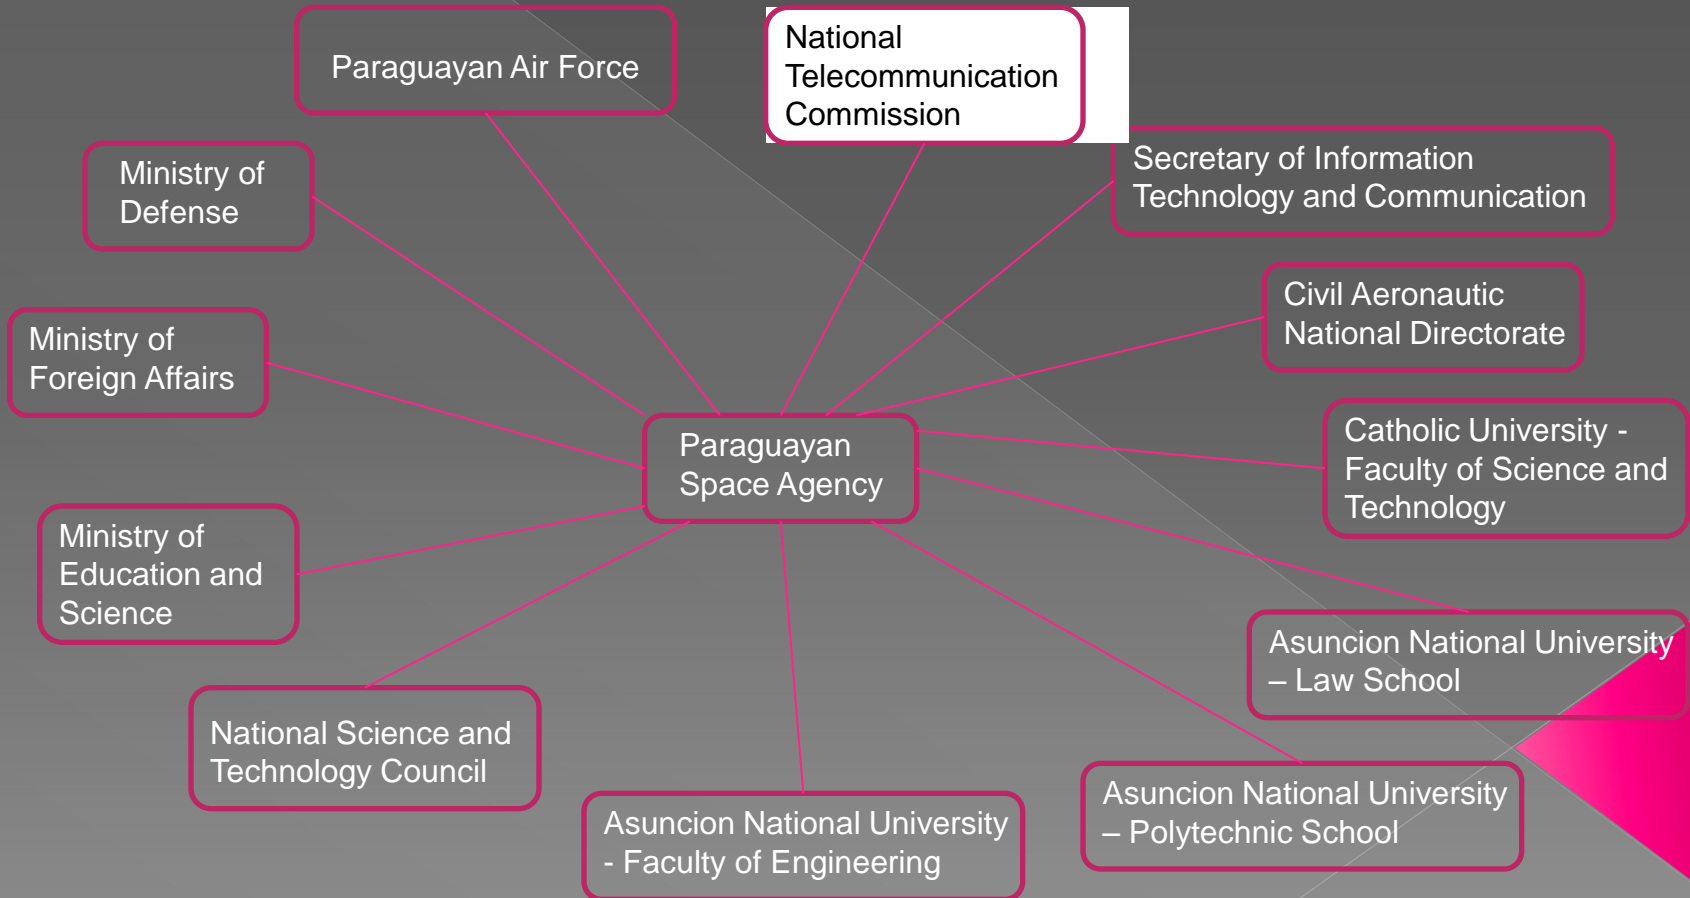 Paraguayan Air Force
National
Telecommunication
Commission
Ministry of
Defense
Secretary of Information
Technology and Communication
Civil Aeronautic
National Directorate
Ministry of
Foreign Affairs
Paraguayan
Space Agency
Catholic University -
Faculty of Science and
Technology
Ministry of
Education and
Science
Asuncion National University
– Law School
National Science and
Technology Council
Asuncion National University
– Polytechnic School
Asuncion National University
- Faculty of Engineering